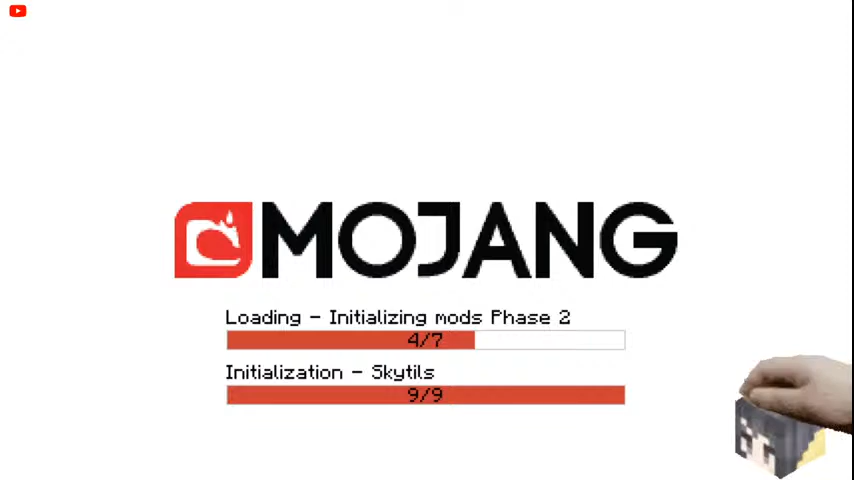 MOJANG
Loading - Initializing mods Phase 2
4/7
Initialization - Skytils
9/9